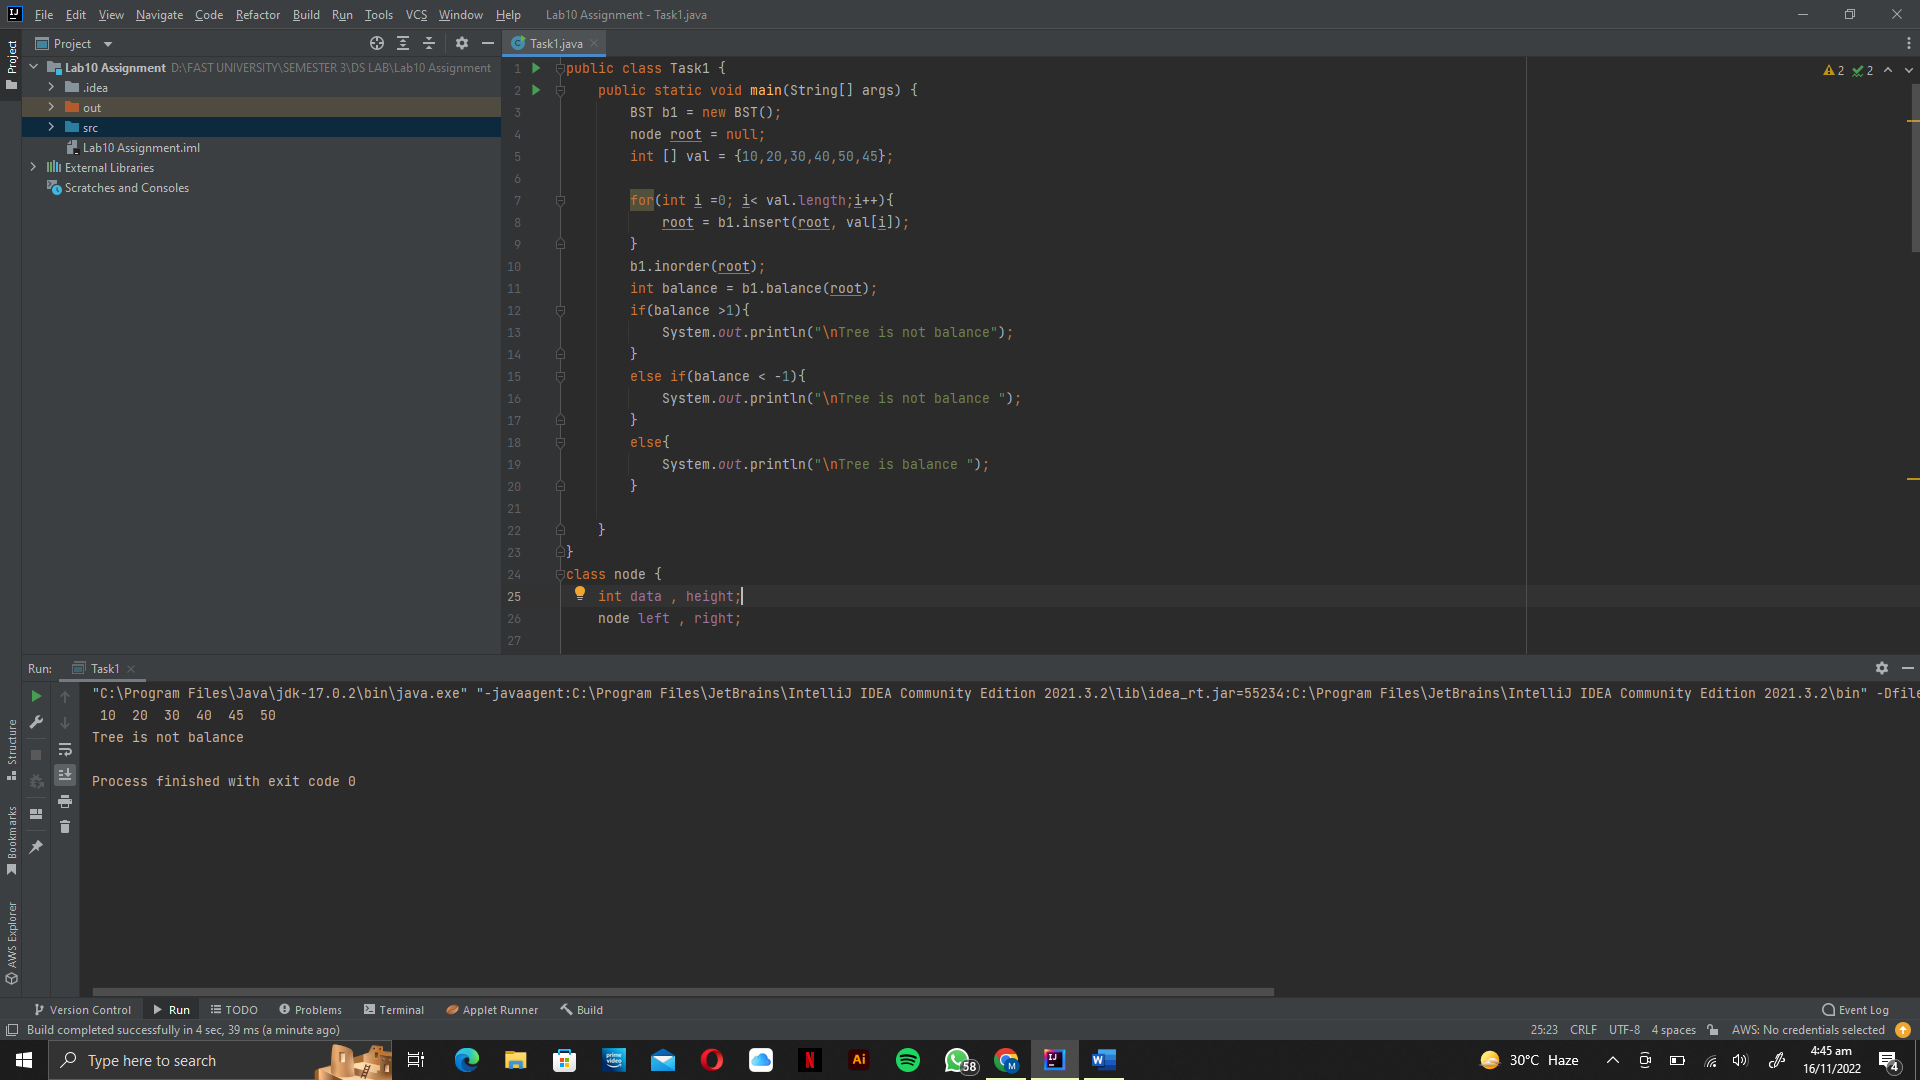 File Edit View Navigate Code Refactor Build Run Tools VCS Window Help Lab10 Assignment - Task1.java
Project
Task1.java
Project
Lab10 Assignment D:\FAST UNIVERSITY\SEMESTER 3\DS LAB\Lab10 Assignment
.idea
out
src
Lab10 Assignment.iml
External Libraries
Scratches and Consoles
2 2
1 public class Task1 {
2 public static void main(String[] args) {
3 BST b1 = new BST();
4 node root = null;
5 int [] val = {10,20,30,40,50,45};
6
7 for(int i =0; i< val.length;i++){
8 root = b1.insert(root, val[i]);
9 }
10 b1.inorder(root);
11 int balance = b1.balance(root);
12 if(balance >1){
13 System.out.println("\nTree is not balance");
14 }
15 else if(balance < -1){
16 System.out.println("\nTree is not balance ");
17 }
18 else{
19 System.out.println("\nTree is balance ");
20 }
21
22 }
23 }
24 class node {
25 int data , height;
26 node left , right;
27
Run: Task1
"C:\Program Files\Java\jdk-17.0.2\bin\java.exe" "-javaagent:C:\Program Files\JetBrains\IntelliJ IDEA Community Edition 2021.3.2\lib\idea_rt.jar=55234:C:\Program Files\JetBrains\IntelliJ IDEA Community Edition 2021.3.2\bin" -Dfile
10 20 30 40 45 50
Tree is not balance
Process finished with exit code 0
Structure
Bookmarks
AWS Explorer
Version Control Run TODO Problems Terminal Applet Runner Build Event Log
Build completed successfully in 4 sec, 39 ms (a minute ago) 25:23 CRLF UTF-8 4 spaces AWS: No credentials selected
Type here to search
prime video
N
Ai
58
M
IJ
W
30°C Haze
4:45 am
16/11/2022
4